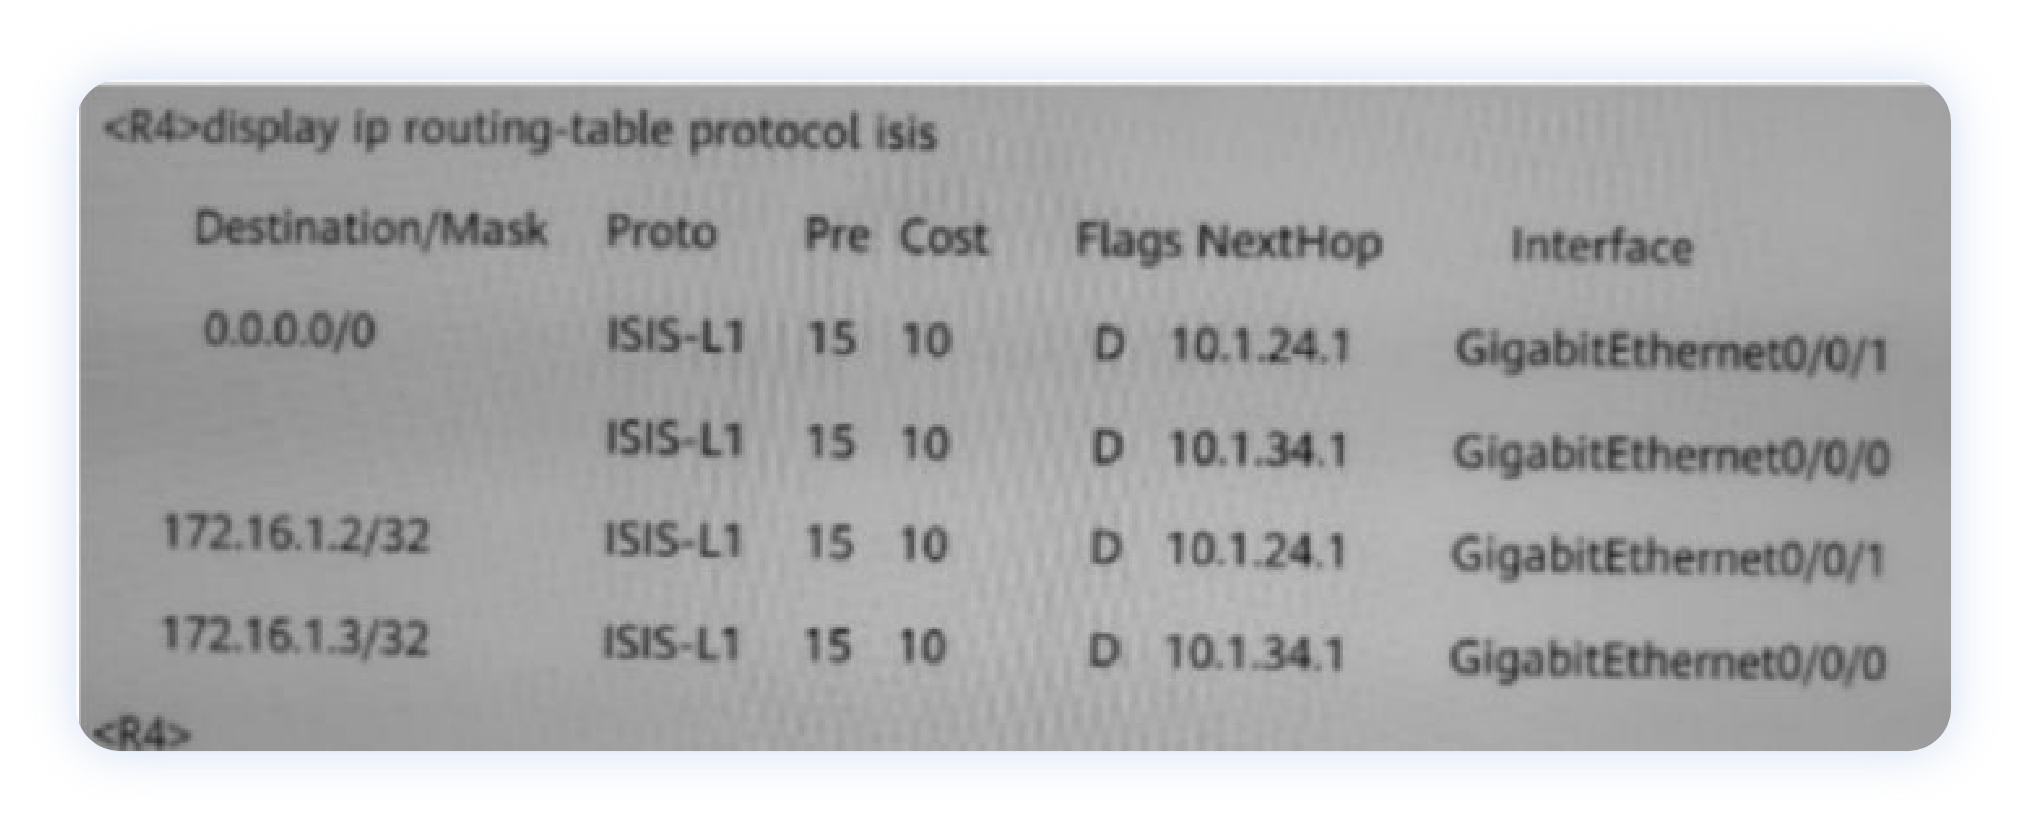 <R4>display ip routing-table protocol isis
Destination/Mask Proto Pre Cost Flags NextHop Interface
0.0.0.0/0 ISIS-L1 15 10 D 10.1.24.1 GigabitEthernet0/0/1
ISIS-L1 15 10 D 10.1.34.1 GigabitEthernet0/0/0
172.16.1.2/32 ISIS-L1 15 10 D 10.1.24.1 GigabitEthernet0/0/1
172.16.1.3/32 ISIS-L1 15 10 D 10.1.34.1 GigabitEthernet0/0/0
<R4>